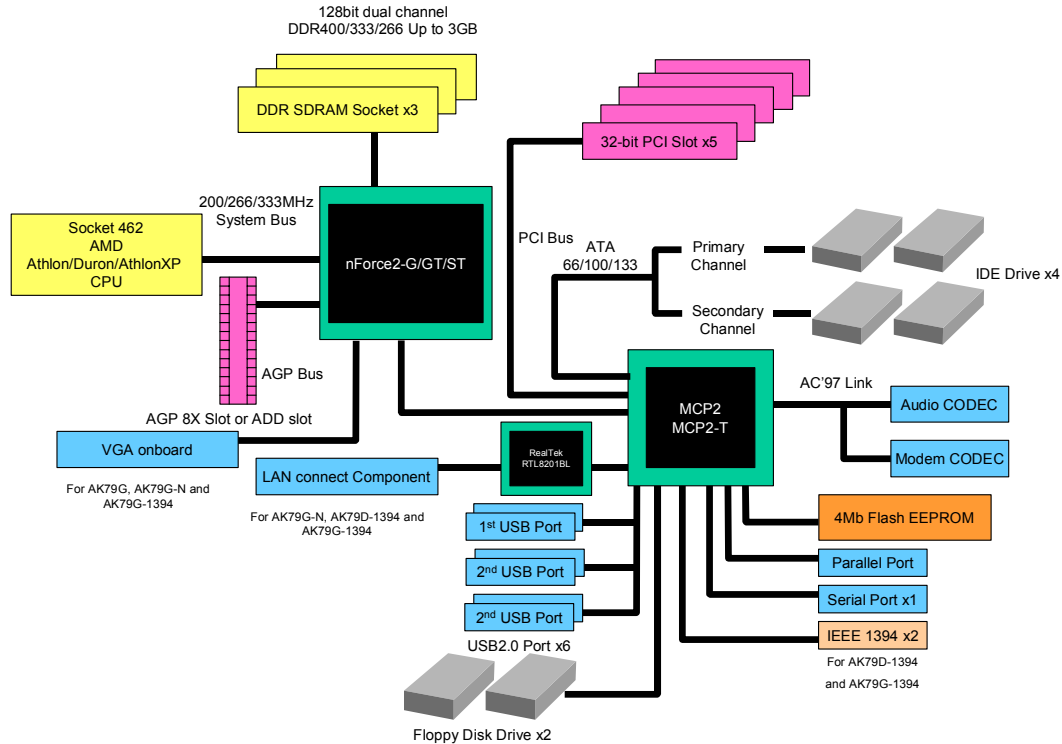 128bit dual channel
DDR400/333/266 Up to 3GB
DDR SDRAM Socket x3
32-bit PCI Slot x5
200/266/333MHz
System Bus
Socket 462
AMD
Athlon/Duron/AthlonXP
CPU
nForce2-G/GT/ST
PCI Bus
ATA
66/100/133
Primary
Channel
IDE Drive x4
Secondary
Channel
AGP Bus
AGP 8X Slot or ADD slot
VGA onboard
For AK79G, AK79G-N and
AK79G-1394
LAN connect Component
For AK79G-N, AK79D-1394 and
AK79G-1394
RealTek
RTL8201BL
MCP2
MCP2-T
AC'97 Link
Audio CODEC
Modem CODEC
4Mb Flash EEPROM
Parallel Port
Serial Port x1
IEEE 1394 x2
For AK79D-1394
and AK79G-1394
1st USB Port
2nd USB Port
2nd USB Port
USB2.0 Port x6
Floppy Disk Drive x2